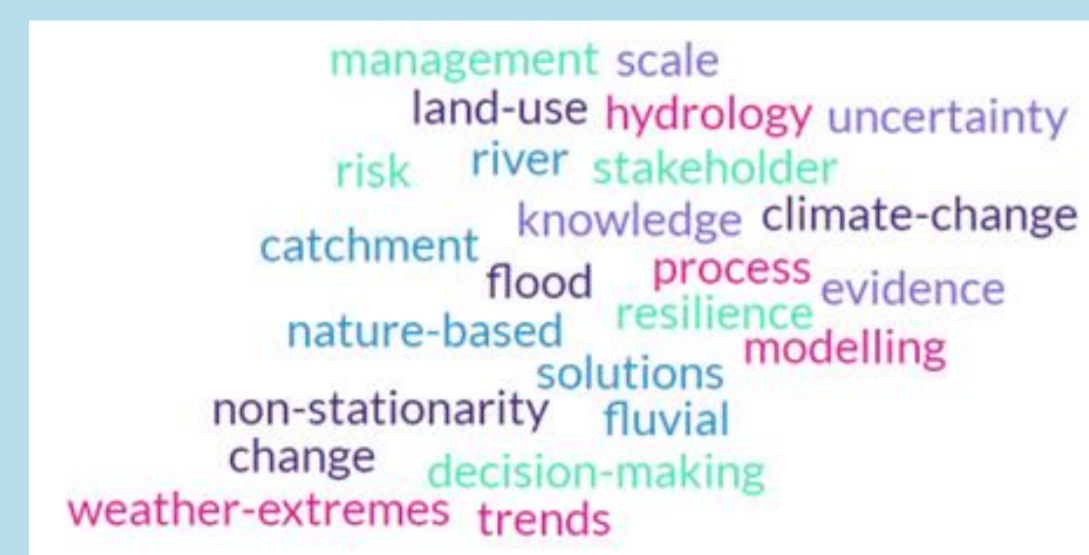 management scale
land-use hydrology uncertainty
risk river stakeholder
knowledge climate-change
catchment
flood process evidence
resilience
nature-based modelling
solutions
non-stationarity fluvial
change decision-making
weather-extremes trends